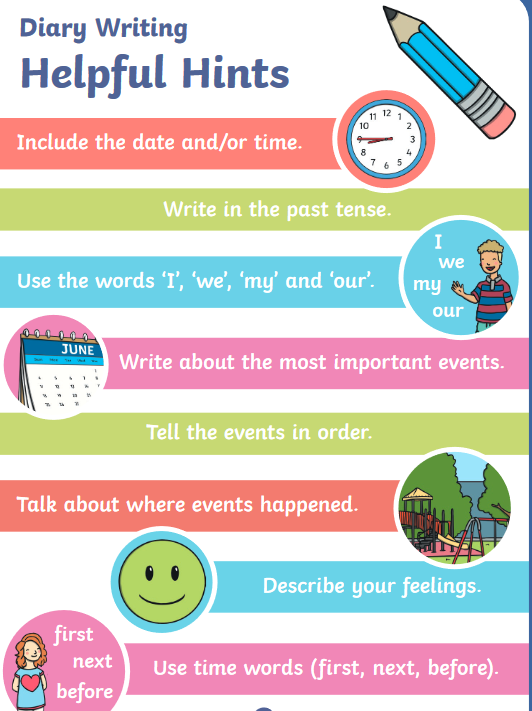 Diary Writing
Helpful Hints
Include the date and/or time.
11 12 1
10 2
3
8 4
7 6 5
Write in the past tense.
Use the words ‘I’, ‘we’, ‘my’ and ‘our’.
I
we
my
our
JUNE
Write about the most important events.
Tell the events in order.
Talk about where events happened.
Describe your feelings.
first
next
before
Use time words (first, next, before).